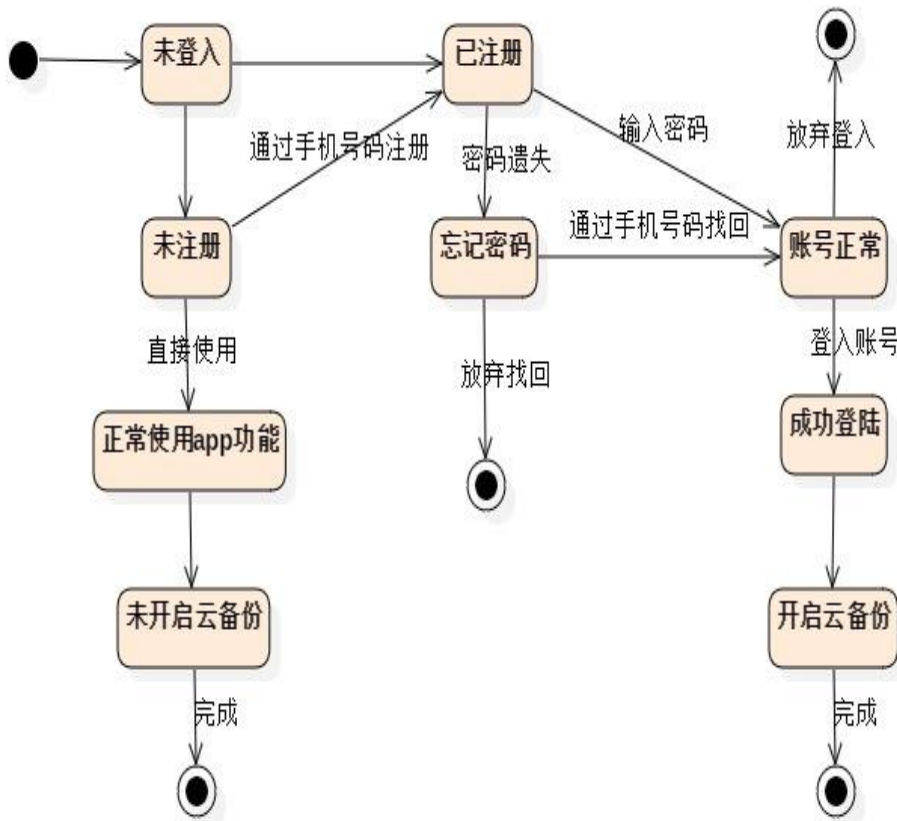 未登入
已注册
通过手机号码注册
密码遗失
输入密码
放弃登入
未注册
忘记密码
通过手机号码找回
账号正常
直接使用
放弃找回
登入账号
正常使用app功能
成功登陆
未开启云备份
开启云备份
完成
完成